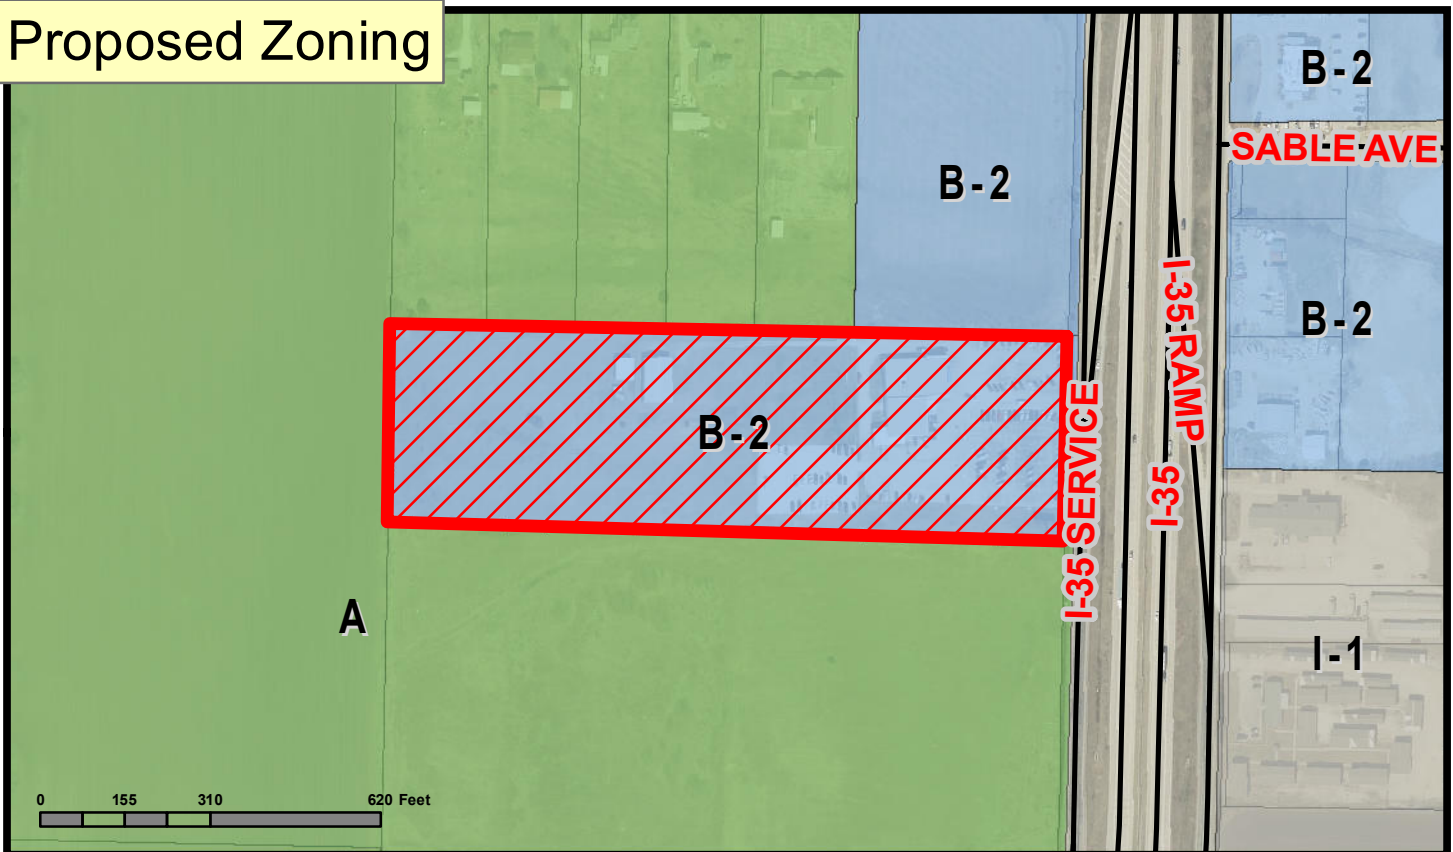 Proposed Zoning
B-2
SABLE AVE
B-2
I-35 RAMP
B-2
B-2
I-35 SERVICE
I-35
A
I-1
0 155 310 620 Feet